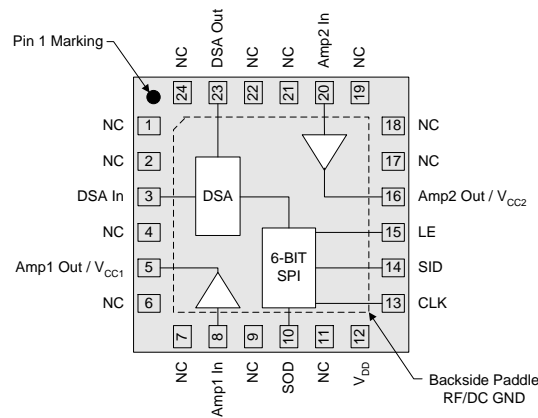 Pin 1 Marking
NC
DSA Out
NC
NC
Amp2 In
NC
24
23
22
21
20
19
NC
1
NC
2
DSA In
3
NC
4
Amp1 Out / VCC1
5
NC
6
18
NC
17
NC
16
Amp2 Out / VCC2
15
LE
14
SID
13
CLK
DSA
6-BIT
SPI
7
8
9
10
11
12
NC
Amp1 In
NC
SOD
NC
VDD
Backside Paddle
RF/DC GND